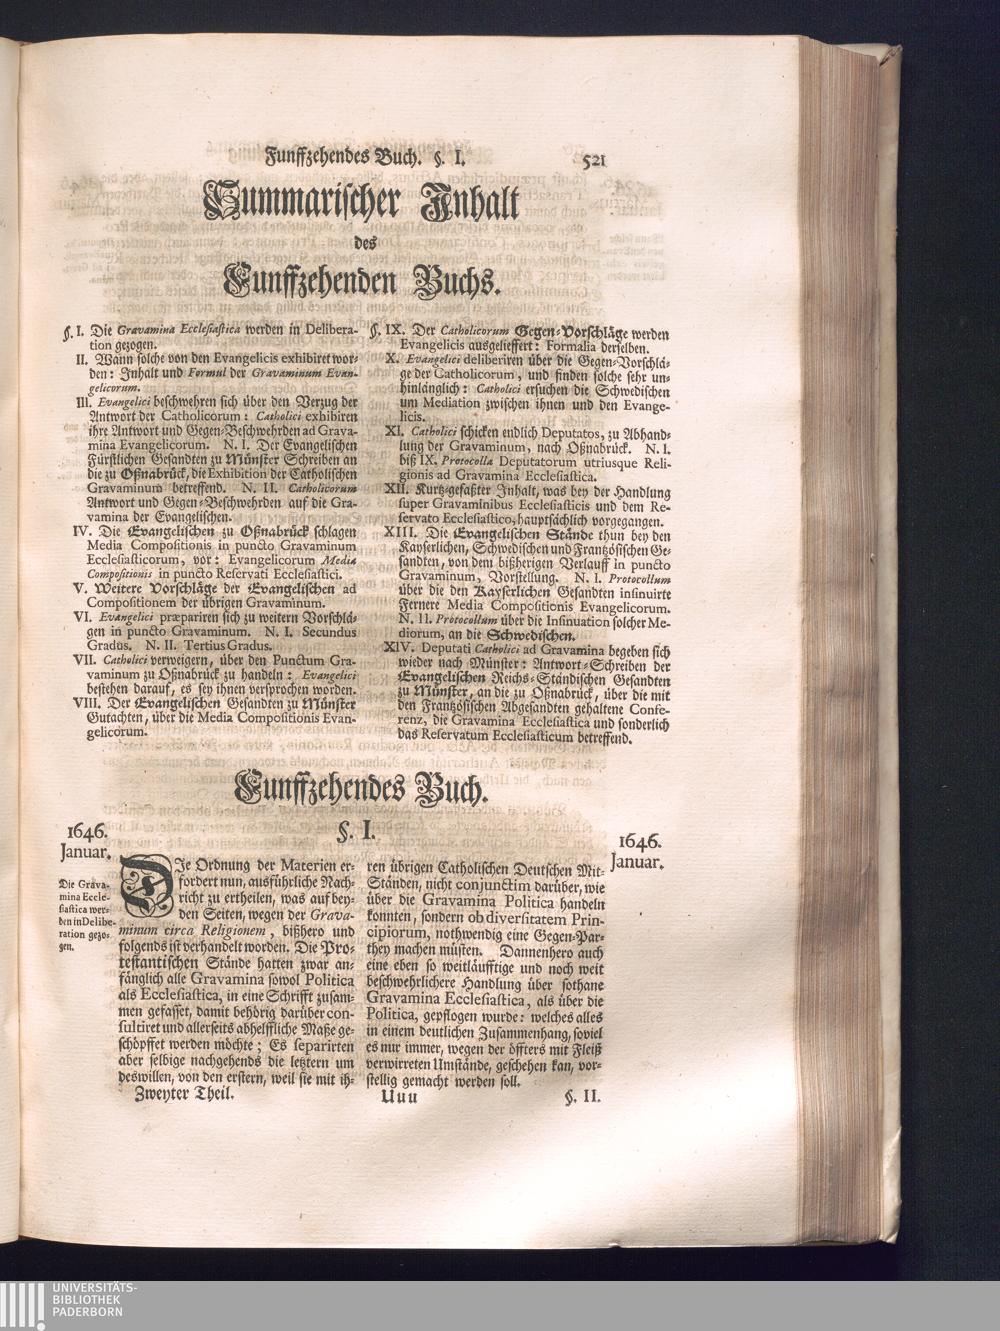 Funffzehendes Buch. §. I. 521
Summarischer Inhalt
des
Funffzehenden Buchs.
§. I. Die Gravamina Ecclesiastica werden in Delibera-
tion gezogen.
II. Wann solche von den Evangelicis exhibiret wor-
den: Inhalt und Formul der Gravaminum Evan-
gelicorum.
III. Evangelici beschwehren sich über den Verzug der
Antwort der Catholicorum: Catholici exhibiren
ihre Antwort und Gegen-Beschwehrden ad Grava-
mina Evangelicorum. N. I. Der Evangelischen
Fürstlichen Gesandten zu Münster Schreiben an
die zu Oßnabrück, die Exhibition der Catholischen
Gravaminum betreffend. N. II. Catholicorum
Antwort und Gegen-Beschwehrden auf die Gra-
vamina der Evangelischen.
IV. Die Evangelischen zu Oßnabrück schlagen
Media Compositionis in puncto Gravaminum
Ecclesiasticorum, vor: Evangelicorum Media
Compositionis in puncto Reservati Ecclesiastici.
V. Weitere Vorschläge der Evangelischen ad
Compositionem der übrigen Gravaminum.
VI. Evangelici præpariren sich zu weitern Vorschlä-
gen in puncto Gravaminum. N. I. Secundus
Gradus. N. II. Tertius Gradus.
VII. Catholici verweigern, über den Punctum Gra-
vaminum zu Oßnabrück zu handeln: Evangelici
bestehen darauf, es sey ihnen versprochen worden.
VIII. Der Evangelischen Gesandten zu Münster
Gutachten, über die Media Compositionis Evan-
gelicorum.
§. IX. Der Catholicorum Gegen-Vorschläge werden
Evangelicis ausgelieffert: Formalia derselben.
X. Evangelici deliberiren über die Gegen-Vorschlä-
ge der Catholicorum, und finden solche sehr un-
hinlänglich: Catholici ersuchen die Schwedischen
um Mediation zwischen ihnen und den Evange-
licis.
XI. Catholici schicken endlich Deputatos, zu Abhand-
lung der Gravaminum, nach Oßnabrück. N. I.
biß IX. Protocolla Deputatorum utriusque Reli-
gionis ad Gravamina Ecclesiastica.
XII. Kurtz-gefaßter Inhalt, was bey der Handlung
super Gravaminibus Ecclesiasticis und dem Re-
servato Ecclesiastico, hauptsächlich vorgegangen.
XIII. Die Evangelischen Stände thun bey den
Kayserlichen, Schwedischen und Frantzösischen Ge-
sandten, von dem bißherigen Verlauff in puncto
Gravaminum, Vorstellung. N. I. Protocollum
über die den Kayserlichen Gesandten insinuirte
Fernere Media Compositionis Evangelicorum.
N. II. Protocollum über die Insinuation solcher Me-
diorum, an die Schwedischen.
XIV. Deputati Catholici ad Gravamina begeben sich
wieder nach Münster: Antwort-Schreiben der
Evangelischen Reichs-Ständischen Gesandten
zu Münster, an die zu Oßnabrück, über die mit
den Frantzösischen Abgesandten gehaltene Confe-
renz, die Gravamina Ecclesiastica und sonderlich
das Reservatum Ecclesiasticum betreffend.
Funffzehendes Buch.
§. I.
1646.
Januar.
Die Grava-
mina Eccle-
siastica wer-
den in Delibe-
ration gezo-
gen.
DIe Ordnung der Materien er-
fordert nun, ausführliche Nach-
richt zu ertheilen, was auf bey-
den Seiten, wegen der Grava-
minum circa Religionem, bißhero und
folgends ist verhandelt worden. Die Pro-
testantischen Stände hatten zwar an-
fänglich alle Gravamina sowol Politica
als Ecclesiastica, in eine Schrifft zusam-
men gefasset, damit behörig darüber con-
sultiret und allerseits abhelffliche Maße ge-
schöpffet werden möchte; Es separirten
aber selbige nachgehends die letztern um
deswillen, von den erstern, weil sie mit ih-
ren übrigen Catholischen Deutschen Mit-
Ständen, nicht conjunctim darüber, wie
über die Gravamina Politica handeln
konnten, sondern ob diversitatem Prin-
cipiorum, nothwendig eine Gegen-Par-
they machen müsten. Dannenhero auch
eine eben so weitläufftige und noch weit
beschwehrlichere Handlung über sothane
Gravamina Ecclesiastica, als über die
Politica, gepflogen wurde: welches alles
in einem deutlichen Zusammenhang, soviel
es nur immer, wegen der öffters mit Fleiß
verwirreten Umstände, geschehen kan, vor-
stellig gemacht werden soll.
1646.
Januar.
Zweyter Theil. Uuu §. II.
UNIVERSITÄTS-
BIBLIOTHEK
PADERBORN